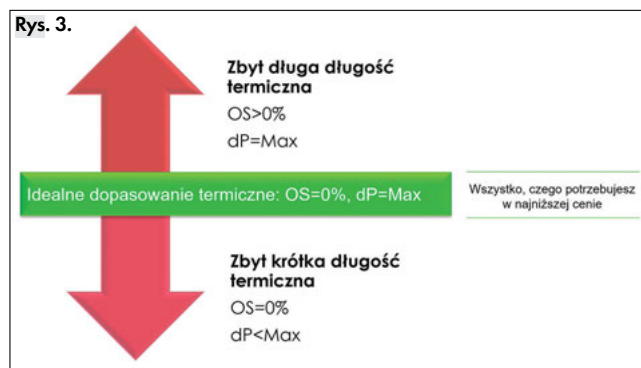 Rys. 3.
Zbyt długa długość
termiczna
OS>0%
dP=Max
Idealne dopasowanie termiczne: OS=0%, dP=Max
Wszystko, czego potrzebujesz
w najniższej cenie
Zbyt krótka długość
termiczna
OS=0%
dP<Max